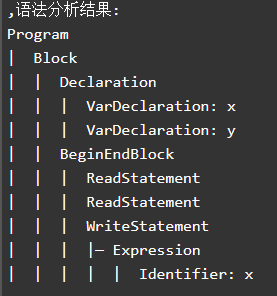 ,语法分析结果:
Program
|  Block
|  |  Declaration
|  |  |  VarDeclaration: x
|  |  |  VarDeclaration: y
|  |  BeginEndBlock
|  |  |  ReadStatement
|  |  |  ReadStatement
|  |  |  WriteStatement
|  |  |  |— Expression
|  |  |  |  |  Identifier: x